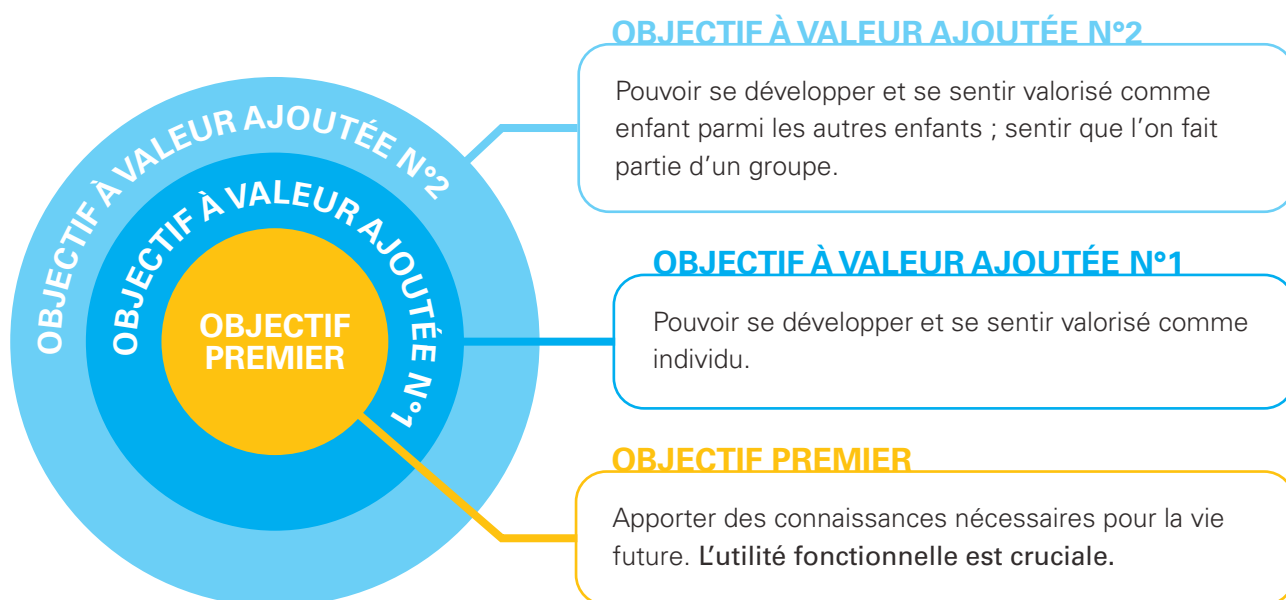 OBJECTIF À VALEUR AJOUTÉE N°2
Pouvoir se développer et se sentir valorisé comme
enfant parmi les autres enfants ; sentir que l’on fait
partie d’un groupe.
OBJECTIF À VALEUR AJOUTÉE N°2
OBJECTIF À VALEUR AJOUTÉE N°1
OBJECTIF
PREMIER
OBJECTIF À VALEUR AJOUTÉE N°1
Pouvoir se développer et se sentir valorisé comme
individu.
OBJECTIF PREMIER
Apporter des connaissances nécessaires pour la vie
future. L’utilité fonctionnelle est cruciale.